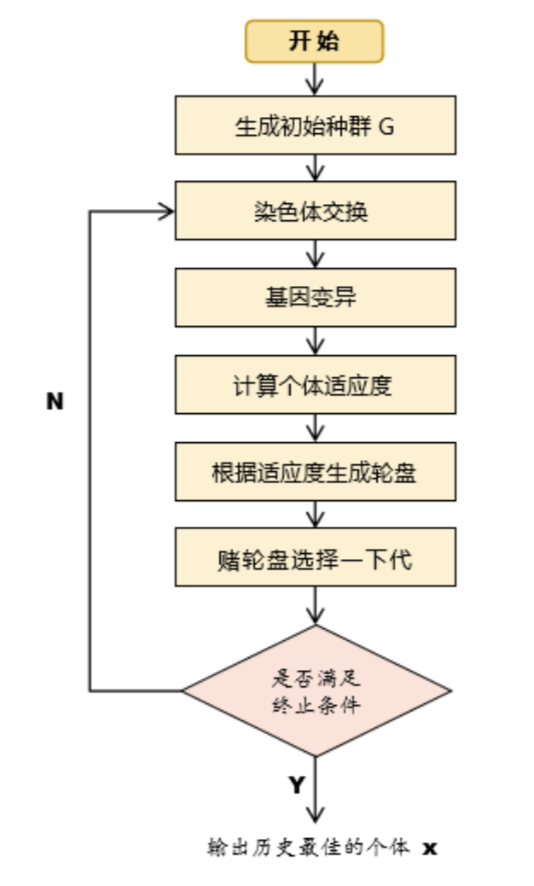 开始
生成初始种群 G
染色体交换
基因变异
计算个体适应度
根据适应度生成轮盘
赌轮盘选择一下代
是否满足
终止条件
N
Y
输出历史最佳的个体 x